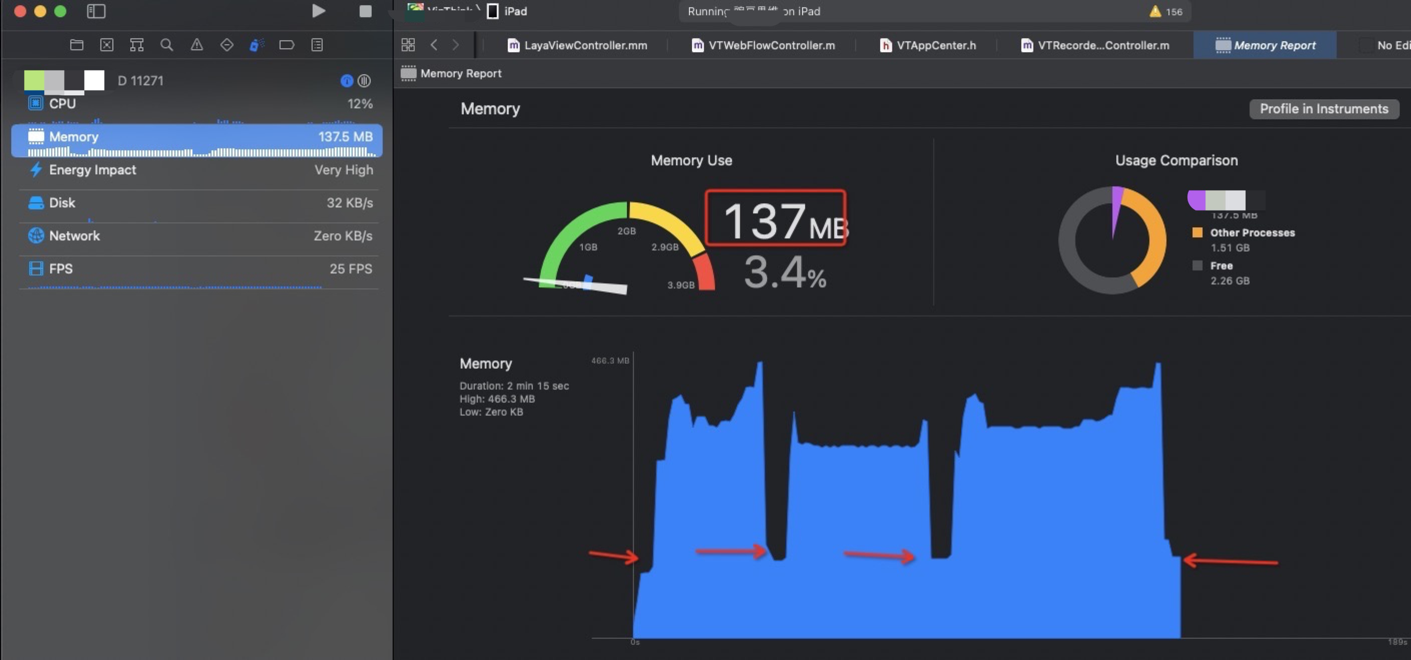 iPad
Running on iPad
156
LayaViewController.mm
VTWebFlowController.m
VTAppCenter.h
VTRecorde...Controller.m
Memory Report
No Edi
D 11271
Memory Report
CPU 12%
Memory 137.5 MB
Energy Impact Very High
Disk 32 KB/s
Network Zero KB/s
FPS 25 FPS
Memory
Profile in Instruments
Memory Use
137 MB
3.4%
1GB
2GB
2.9GB
3.9GB
Usage Comparison
137.5 MB
Other Processes
1.51 GB
Free
2.26 GB
Memory
Duration: 2 min 15 sec
High: 466.3 MB
Low: Zero KB
466.3 MB
0s
189s